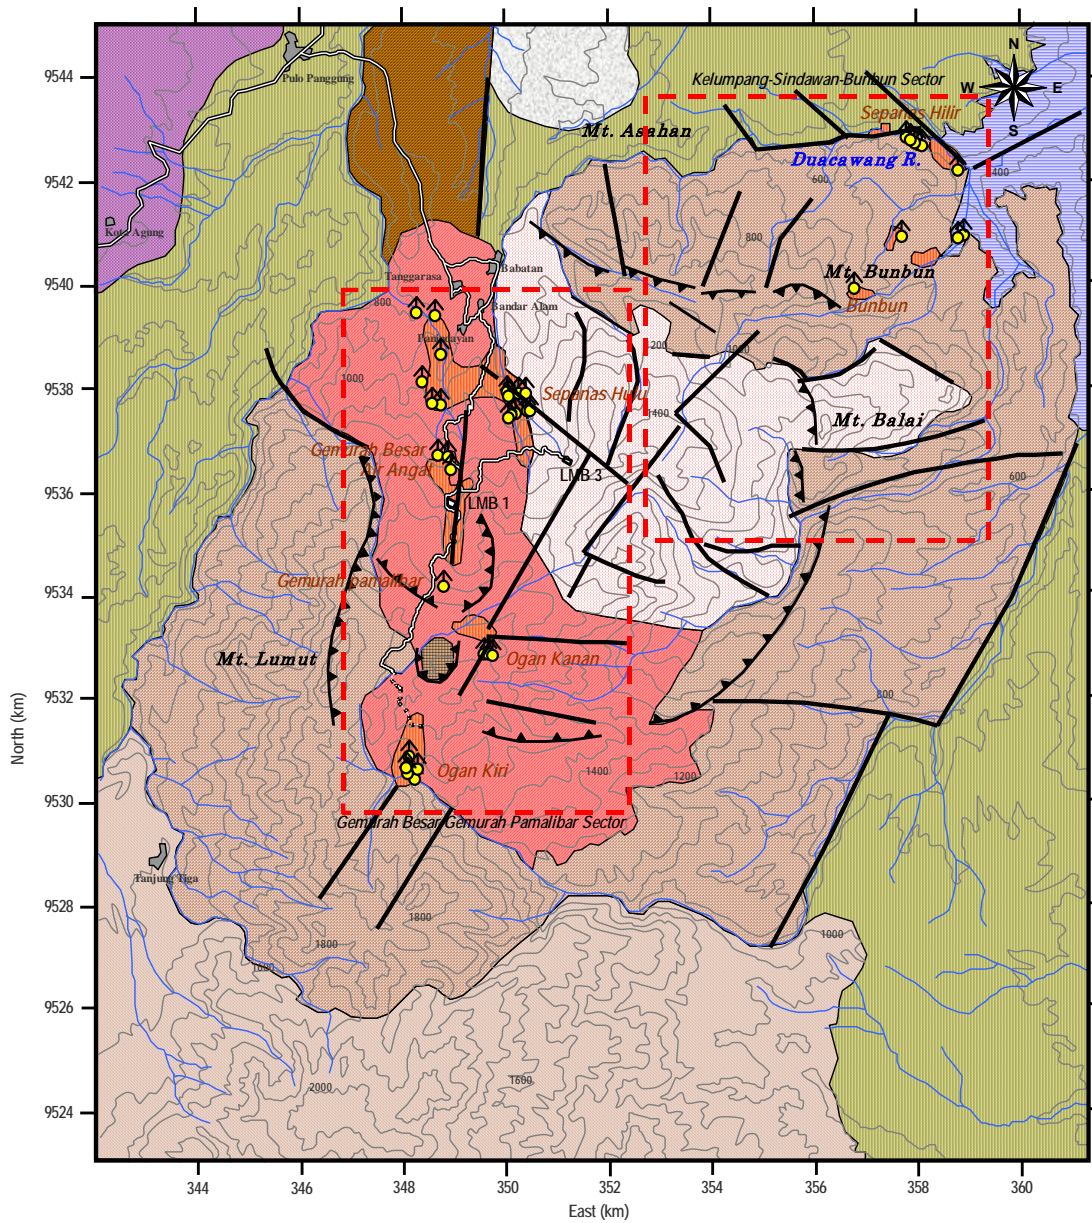 N
W
E
S
9544
Pulo Panggung
Kelumpang-Sindawan-Bunbun Sector
Sepanas Hilir
Mt. Asahan
Duacawang R.
9542
600
400
Kota Agung
800
9540
Tanggarasa
Babatan
Mt. Bunbun
Bunbun
800
Bandar Alam
1200
1000
9538
1000
Sepanas Hulu
1400
Mt. Balai
Gemurah Besar
Air Angat
LMB 3
600
9536
LMB 1
9534
Gemurah pamalibar
Mt. Lumut
Ogan Kanan
9532
800
Ogan Kiri
1400
1200
9530
Gemurah Besar Gemurah Pamalibar Sector
Tanjung Tiga
9528
1800
1800
1000
1600
9526
2000
1600
9524
344
346
348
350
352
354
356
358
360
North (km)
East (km)